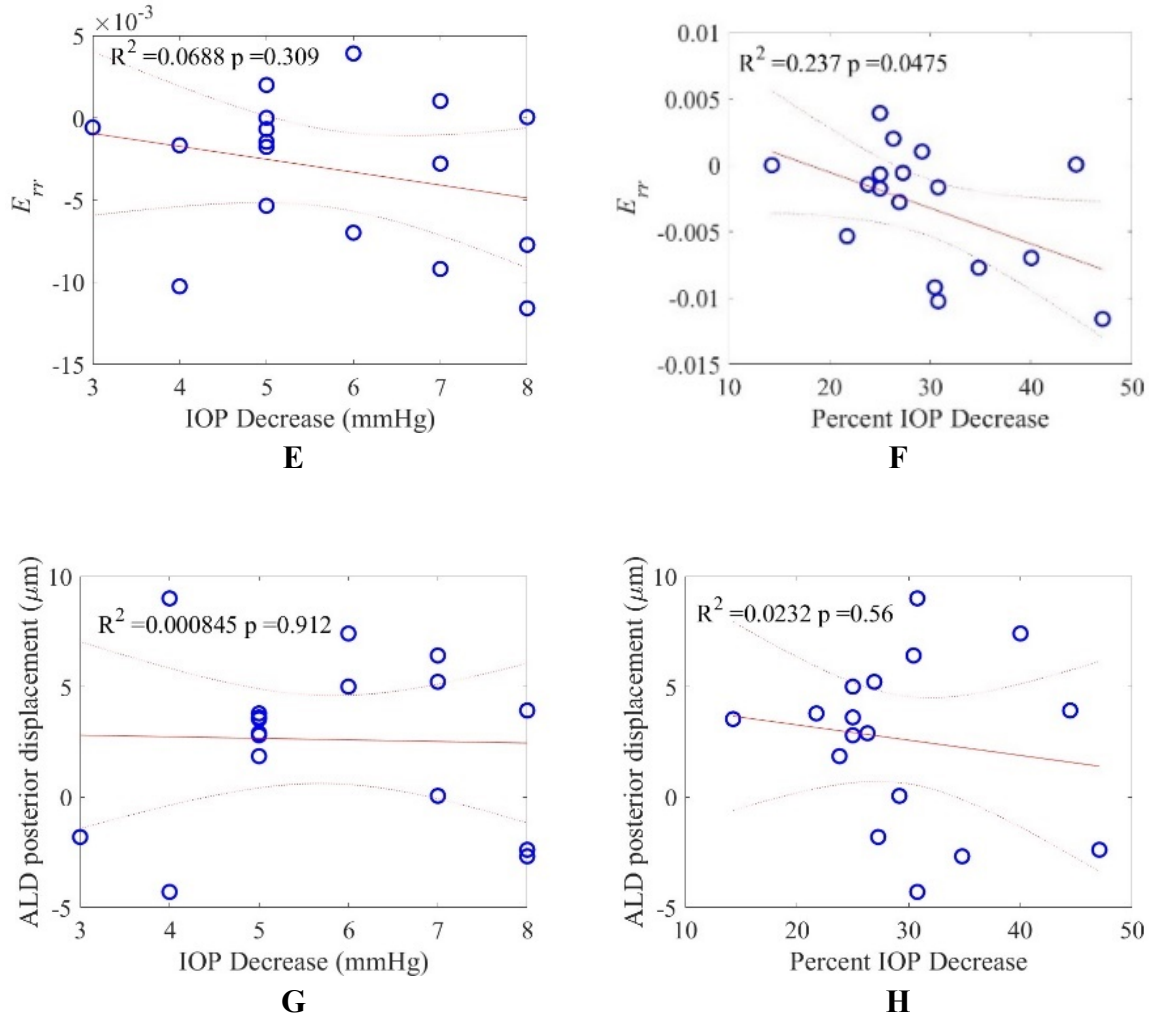 ×10⁻³
R² =0.0688 p =0.309
E_rr
5
0
-5
-10
-15
3 4 5 6 7 8
IOP Decrease (mmHg)
E
R² =0.237 p =0.0475
E_rr
0.01
0.005
0
-0.005
-0.01
-0.015
10 20 30 40 50
Percent IOP Decrease
F
R² =0.000845 p =0.912
ALD posterior displacement (μm)
10
5
0
-5
3 4 5 6 7 8
IOP Decrease (mmHg)
G
R² =0.0232 p =0.56
ALD posterior displacement (μm)
10
5
0
-5
10 20 30 40 50
Percent IOP Decrease
H